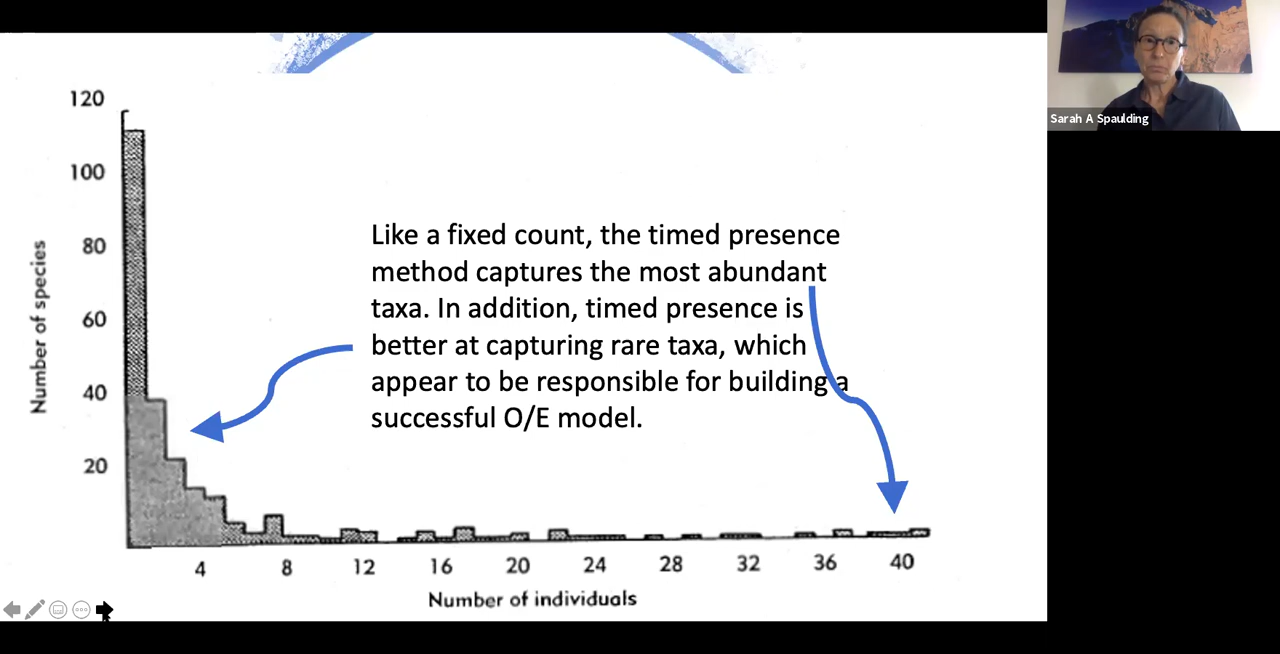 Sarah A Spaulding
120
100
80
60
40
20
Number of species
Like a fixed count, the timed presence
method captures the most abundant
taxa. In addition, timed presence is
better at capturing rare taxa, which
appear to be responsible for building a
successful O/E model.
4 8 12 16 20 24 28 32 36 40
Number of individuals